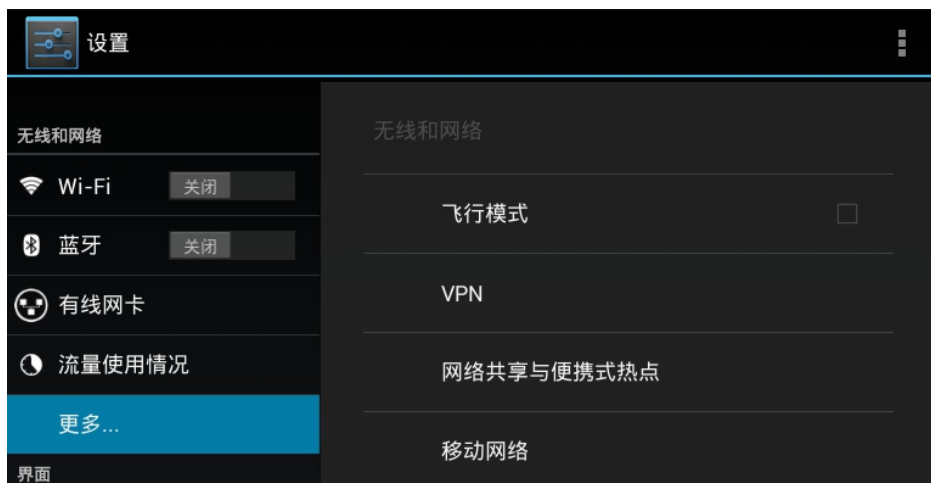 设置
无线和网络
Wi-Fi 关闭
蓝牙 关闭
有线网卡
流量使用情况
更多...
界面
无线和网络
飞行模式
VPN
网络共享与便携式热点
移动网络